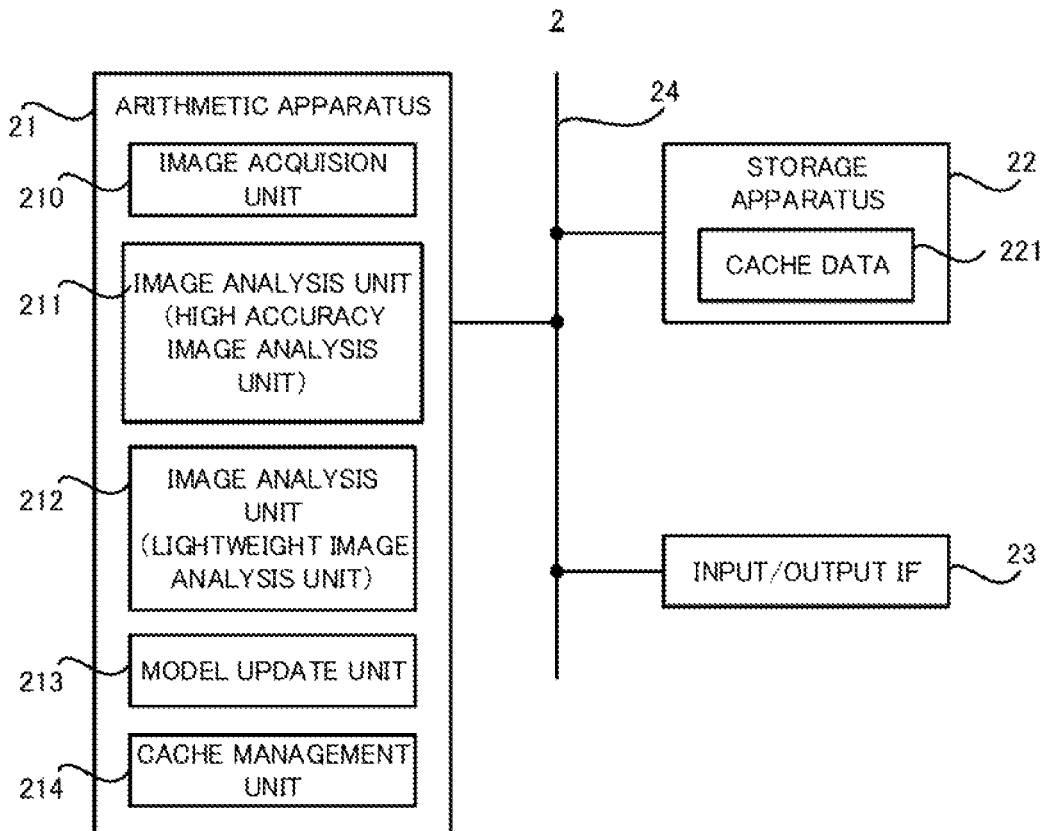 2
ARITHMETIC APPARATUS
21
IMAGE ACQUISION
UNIT
210
IMAGE ANALYSIS UNIT
(HIGH ACCURACY
IMAGE ANALYSIS
UNIT)
211
IMAGE ANALYSIS
UNIT
(LIGHTWEIGHT IMAGE
ANALYSIS UNIT)
212
MODEL UPDATE UNIT
213
CACHE MANAGEMENT
UNIT
214
24
STORAGE
APPARATUS
22
CACHE DATA
221
INPUT/OUTPUT IF
23